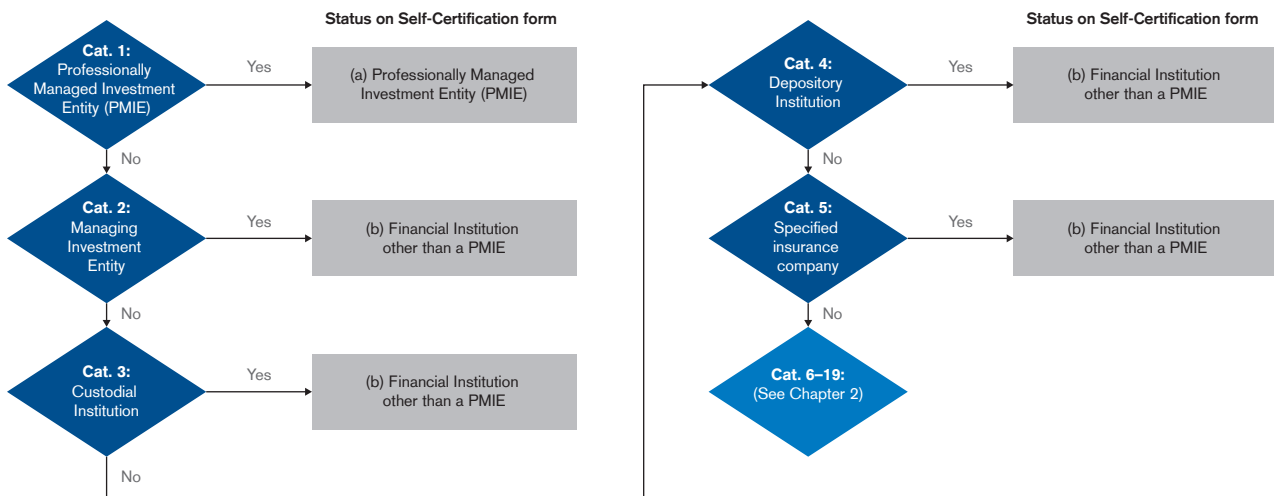 Status on Self-Certification form
Cat. 1:
Professionally
Managed Investment
Entity (PMIE)
Yes
(a) Professionally Managed
Investment Entity (PMIE)
No
Cat. 2:
Managing
Investment
Entity
Yes
(b) Financial Institution
other than a PMIE
No
Cat. 3:
Custodial
Institution
Yes
(b) Financial Institution
other than a PMIE
No
Status on Self-Certification form
Cat. 4:
Depository
Institution
Yes
(b) Financial Institution
other than a PMIE
No
Cat. 5:
Specified
insurance
company
Yes
(b) Financial Institution
other than a PMIE
No
Cat. 6–19:
(See Chapter 2)